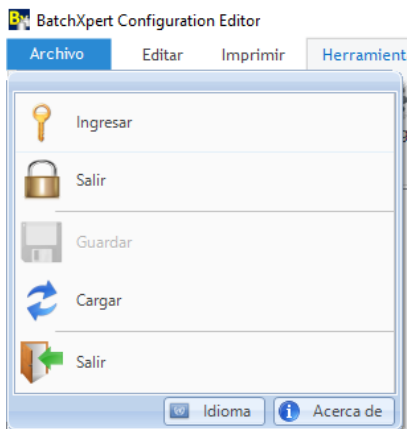 BatchXpert Configuration Editor
Archivo Editar Imprimir Herramient
Ingresar
Salir
Guardar
Cargar
Salir
Idioma Acerca de